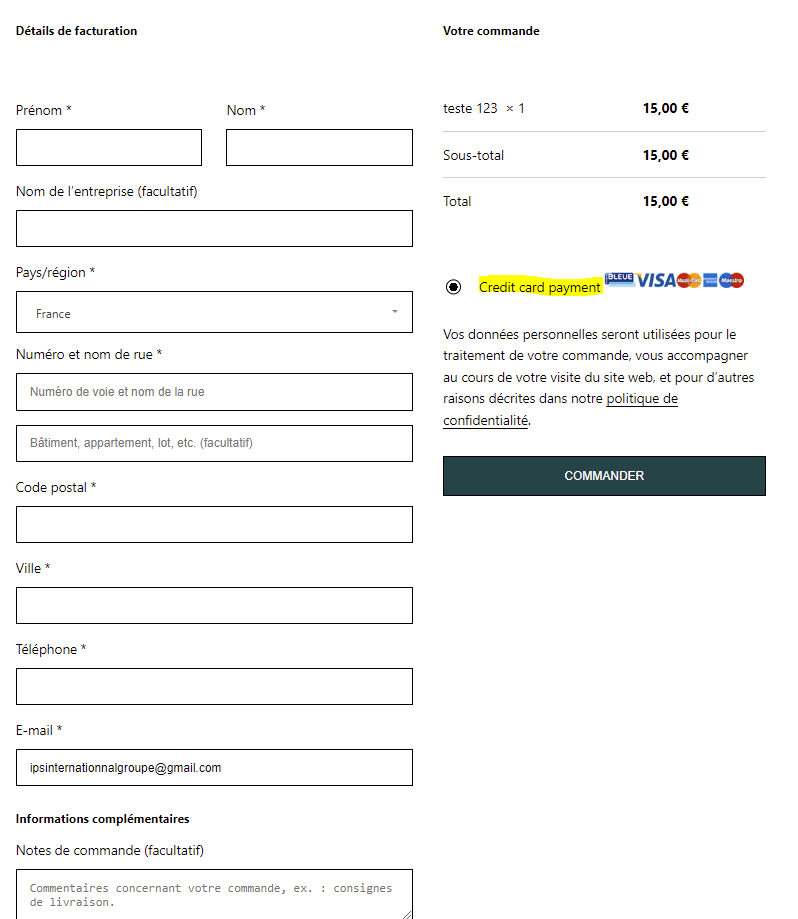 Détails de facturation
Prénom *
Nom *
Nom de l'entreprise (facultatif)
Pays/région *
France
Numéro et nom de rue *
Numéro de voie et nom de la rue
Bâtiment, appartement, lot, etc. (facultatif)
Code postal *
Ville *
Téléphone *
E-mail *
ipsinternationnalgroupe@gmail.com
Informations complémentaires
Notes de commande (facultatif)
Commentaires concernant votre commande, ex. : consignes
de livraison.
Votre commande
teste 123 × 1 15,00 €
Sous-total 15,00 €
Total 15,00 €
Credit card payment BLEUE VISA MasterCard Maestro
Vos données personnelles seront utilisées pour le
traitement de votre commande, vous accompagner
au cours de votre visite du site web, et pour d'autres
raisons décrites dans notre politique de
confidentialité.
COMMANDER